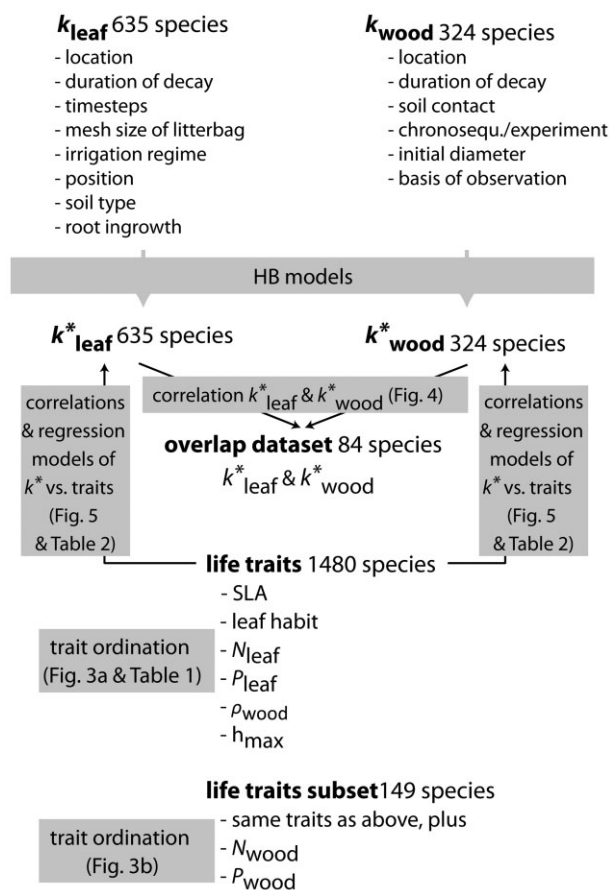 kleaf 635 species
- location
- duration of decay
- timesteps
- mesh size of litterbag
- irrigation regime
- position
- soil type
- root ingrowth
kwood 324 species
- location
- duration of decay
- soil contact
- chronosequ./experiment
- initial diameter
- basis of observation
HB models
k*leaf 635 species
k*wood 324 species
correlations
& regression
models of
k* vs. traits
(Fig. 5
& Table 2)
correlation k*leaf & k*wood (Fig. 4)
overlap dataset 84 species
k*leaf & k*wood
correlations
& regression
models of
k* vs. traits
(Fig. 5
& Table 2)
life traits 1480 species
- SLA
- leaf habit
- Nleaf
- Pleaf
- ρwood
- hmax
trait ordination
(Fig. 3a & Table 1)
life traits subset 149 species
- same traits as above, plus
- Nwood
- Pwood
trait ordination
(Fig. 3b)